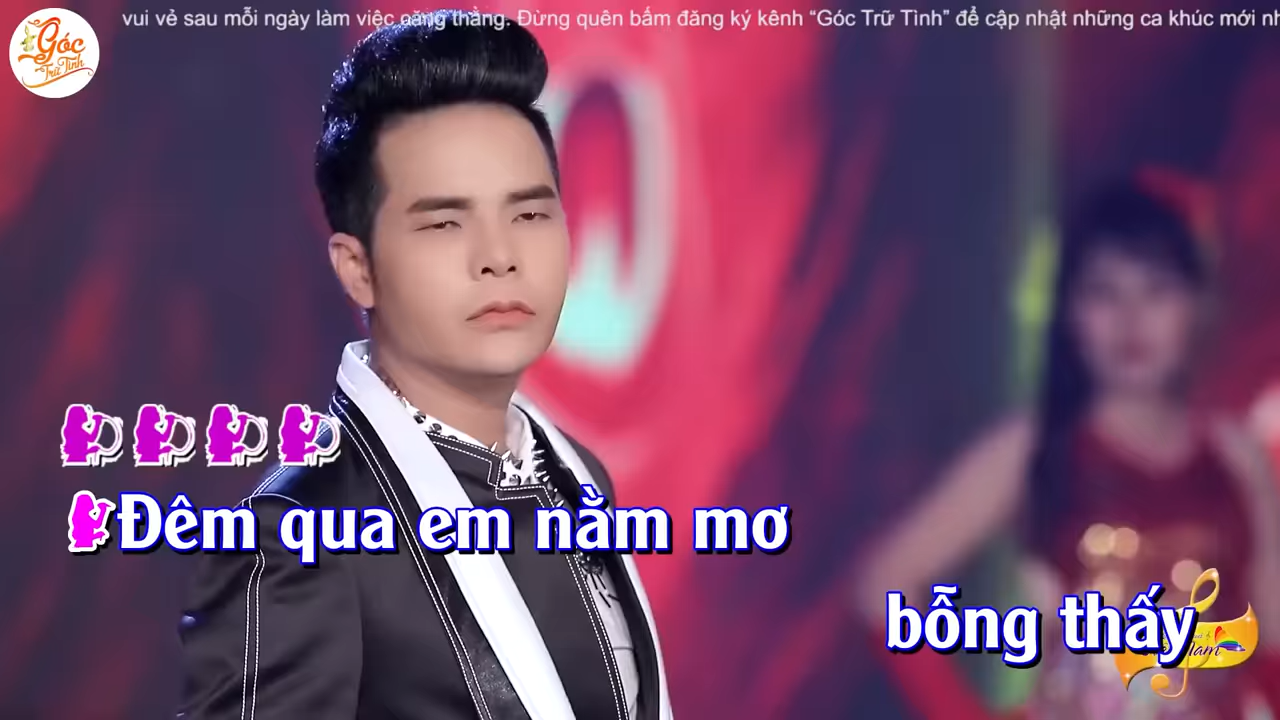 vui vẻ sau mỗi ngày làm việc căng thẳng. Đừng quên bấm đăng ký kênh “Góc Trữ Tình” để cập nhật những ca khúc mới nh
Góc
Trữ Tình
Đêm qua em nằm mơ
bỗng thấy
Nam